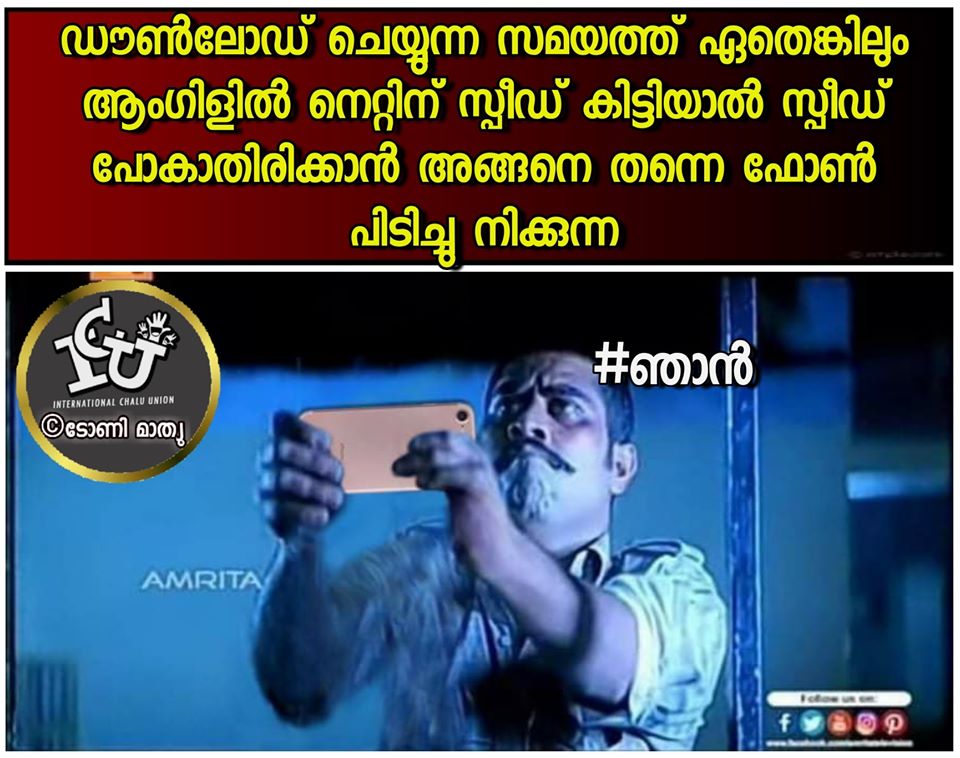 ഡൗൺലോഡ് ചെയ്യുന്ന സമയത്ത് ഏതെങ്കിലും
ആംഗിളിൽ നെറ്റിന് സ്പീഡ് കിട്ടിയാൽ സ്പീഡ്
പോകാതിരിക്കാൻ അങ്ങനെ തന്നെ ഫോൺ
പിടിച്ചു നിക്കുന്ന
#ഞാൻ
ICU
INTERNATIONAL CHALU UNION
©ടോണി മാത്യു
AMRITA
Follow us on: